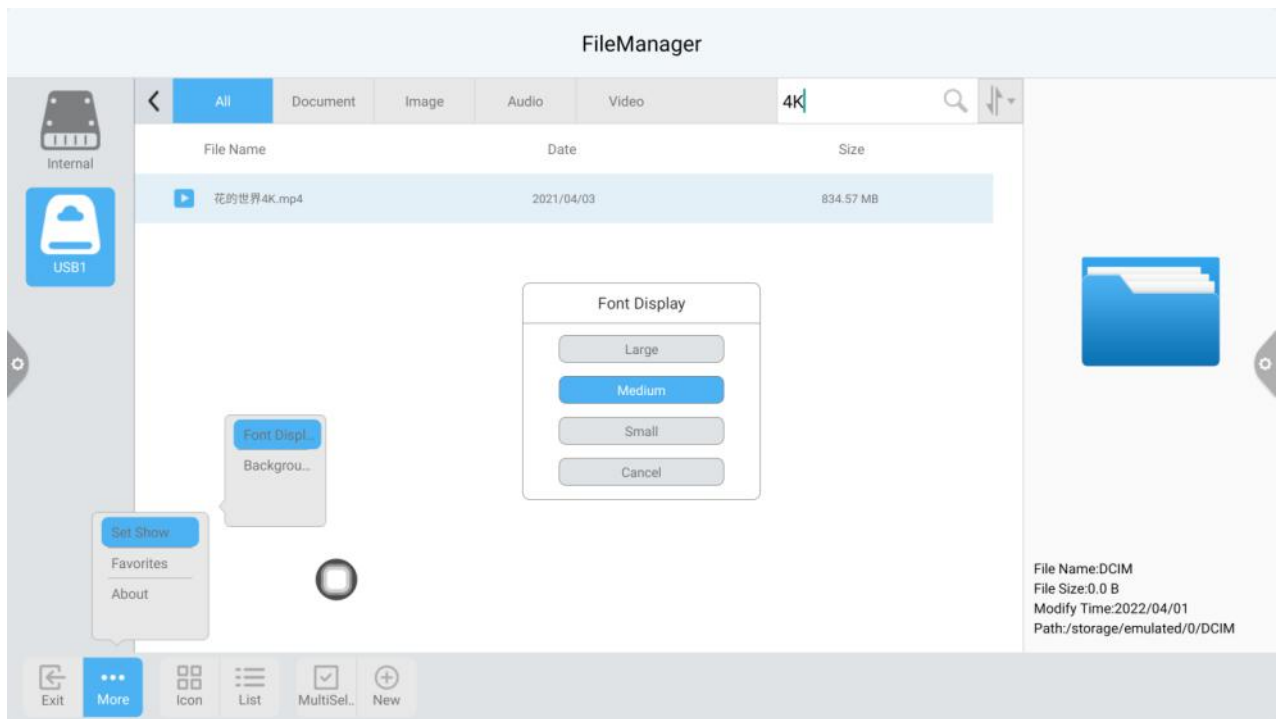 FileManager
Internal
USB1
All
Document
Image
Audio
Video
4K
File Name
Date
Size
花的世界4K.mp4
2021/04/03
834.57 MB
Font Display
Large
Medium
Small
Cancel
Font Displ...
Backgrou...
Set Show
Favorites
About
File Name:DCIM
File Size:0.0 B
Modify Time:2022/04/01
Path:/storage/emulated/0/DCIM
Exit
More
Icon
List
MultiSel..
New